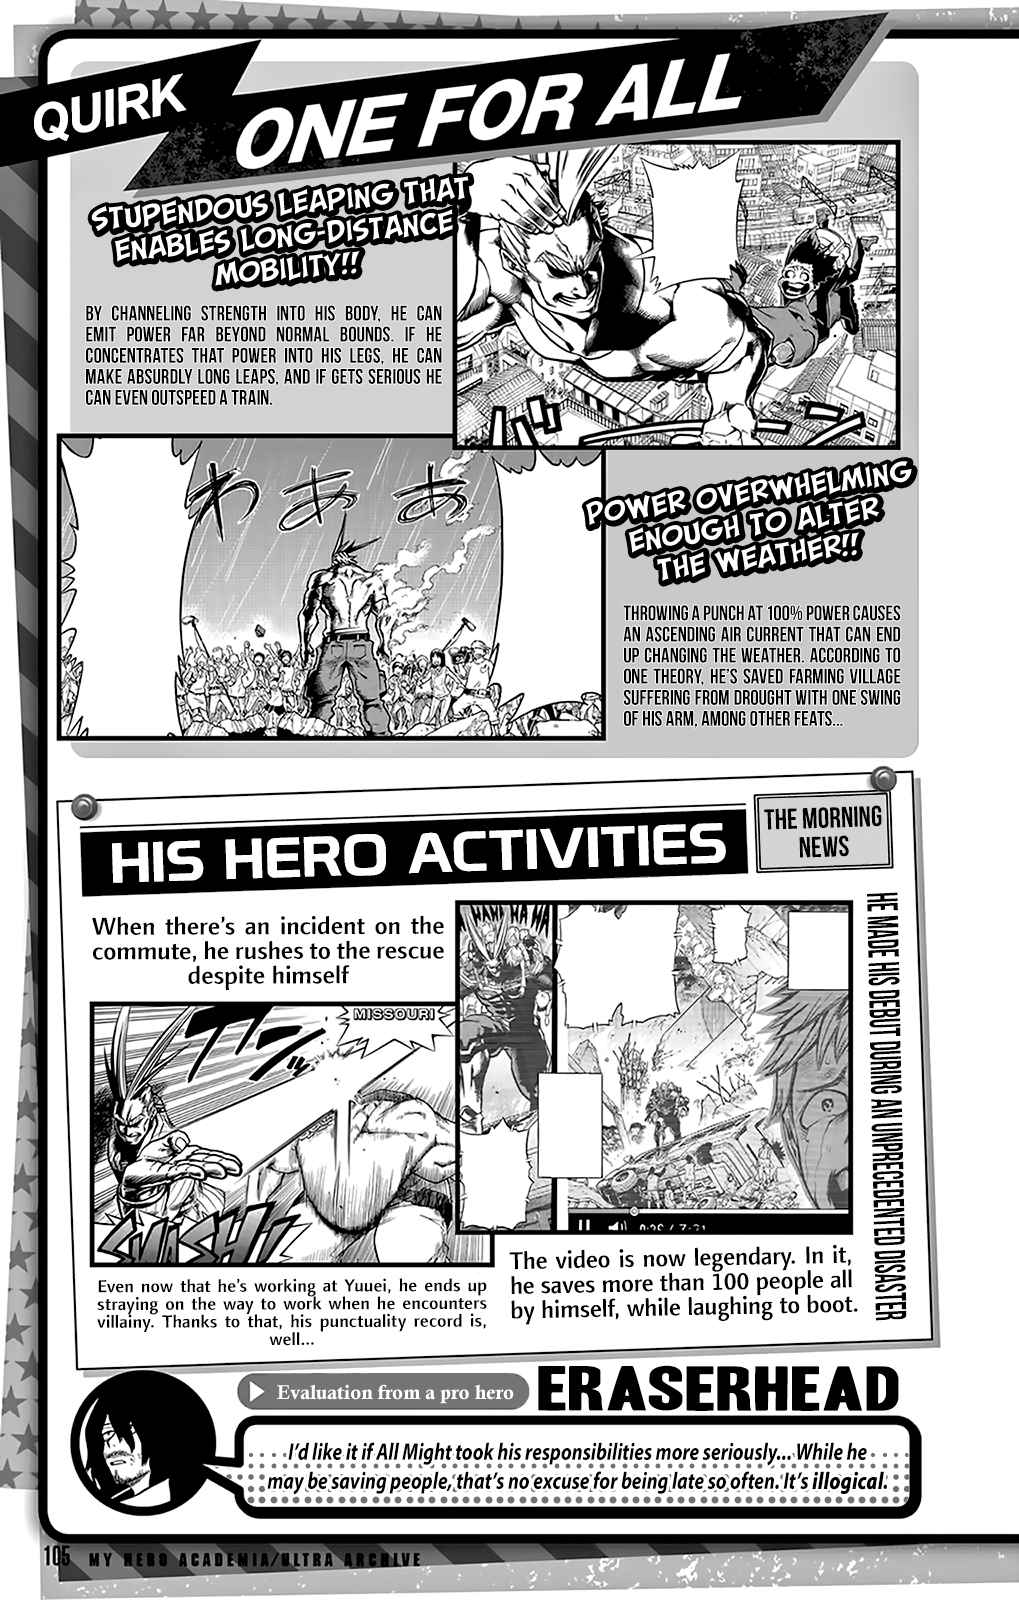 QUIRK
ONE FOR ALL
STUPENDOUS LEAPING THAT
ENABLES LONG-DISTANCE
MOBILITY!!
BY CHANNELING STRENGTH INTO HIS BODY, HE CAN
EMIT POWER FAR BEYOND NORMAL BOUNDS. IF HE
CONCENTRATES THAT POWER INTO HIS LEGS, HE CAN
MAKE ABSURDLY LONG LEAPS, AND IF GETS SERIOUS HE
CAN EVEN OUTSPEED A TRAIN.
わぁぁ
POWER OVERWHELMING
ENOUGH TO ALTER
THE WEATHER!!
THROWING A PUNCH AT 100% POWER CAUSES
AN ASCENDING AIR CURRENT THAT CAN END
UP CHANGING THE WEATHER. ACCORDING TO
ONE THEORY, HE'S SAVED FARMING VILLAGE
SUFFERING FROM DROUGHT WITH ONE SWING
OF HIS ARM, AMONG OTHER FEATS...
HIS HERO ACTIVITIES
THE MORNING
NEWS
When there's an incident on the
commute, he rushes to the rescue
despite himself
HAHA HA HA
MISSOURI
SMASH!!
HE MADE HIS DEBUT DURING AN UNPRECEDENTED DISASTER
The video is now legendary. In it,
he saves more than 100 people all
by himself, while laughing to boot.
Even now that he's working at Yuuei, he ends up
straying on the way to work when he encounters
villainy. Thanks to that, his punctuality record is,
well...
Evaluation from a pro hero
ERASERHEAD
I'd like it if All Might took his responsibilities more seriously... While he
may be saving people, that's no excuse for being late so often. It's illogical.
105
MY HERO ACADEMIA/ULTRA ARCHIVE